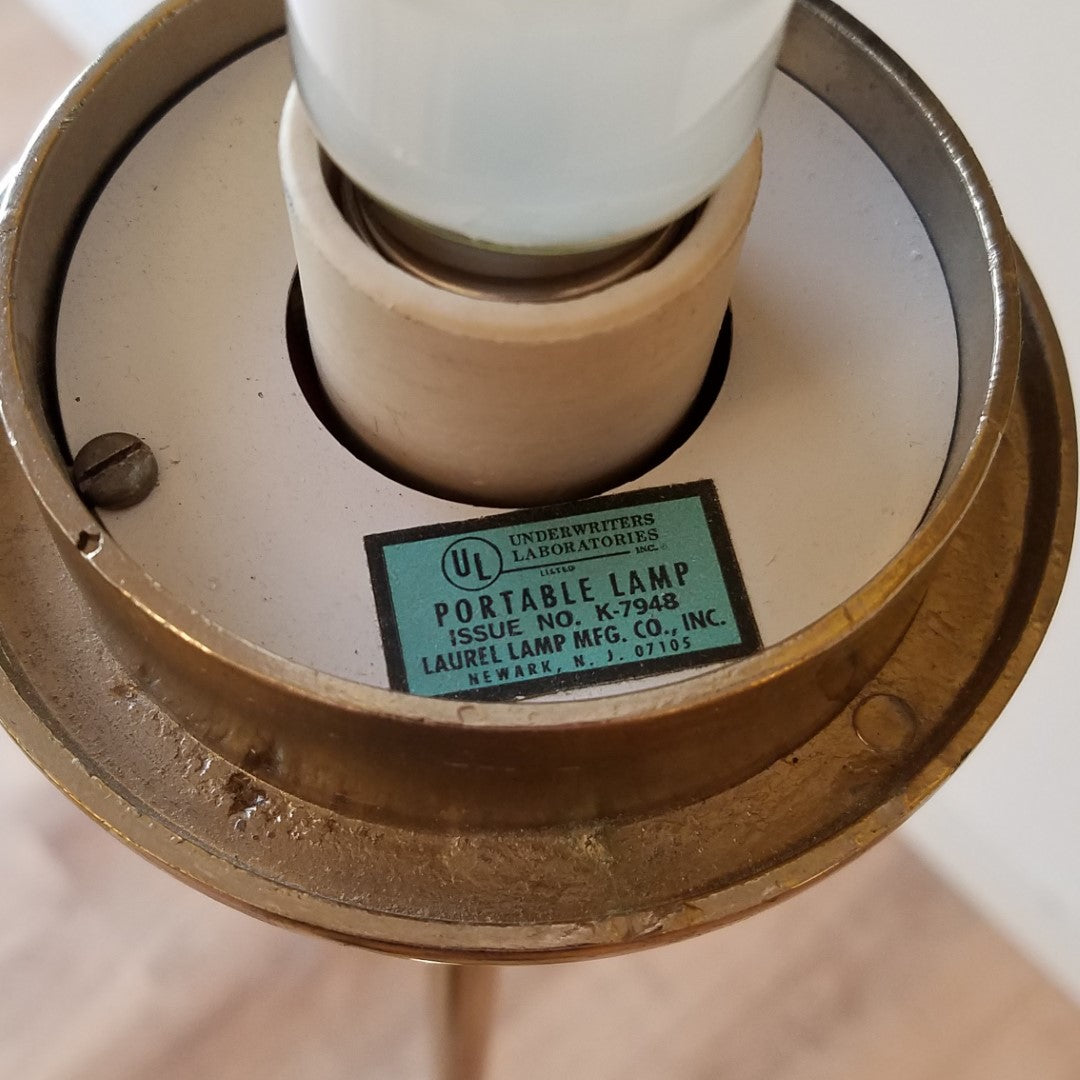 UL
UNDERWRITERS
LABORATORIES
INC.®
LISTED
PORTABLE LAMP
ISSUE NO. K-7948
LAUREL LAMP MFG. CO., INC.
NEWARK, N. J. 07105